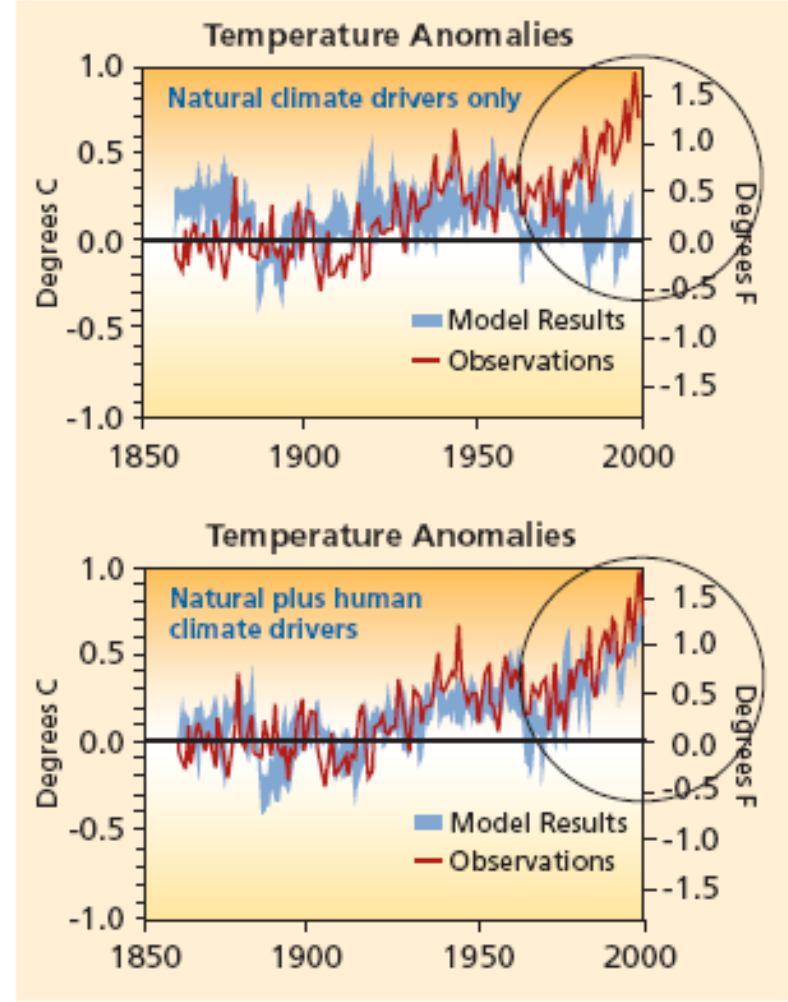 Temperature Anomalies
Natural climate drivers only
1.0
0.5
0.0
-0.5
-1.0
Degrees C
1.5
1.0
0.5
0.0
-0.5
-1.0
-1.5
Degrees F
Model Results
Observations
1850
1900
1950
2000
Temperature Anomalies
Natural plus human
climate drivers
1.0
0.5
0.0
-0.5
-1.0
Degrees C
1.5
1.0
0.5
0.0
-0.5
-1.0
-1.5
Degrees F
Model Results
Observations
1850
1900
1950
2000